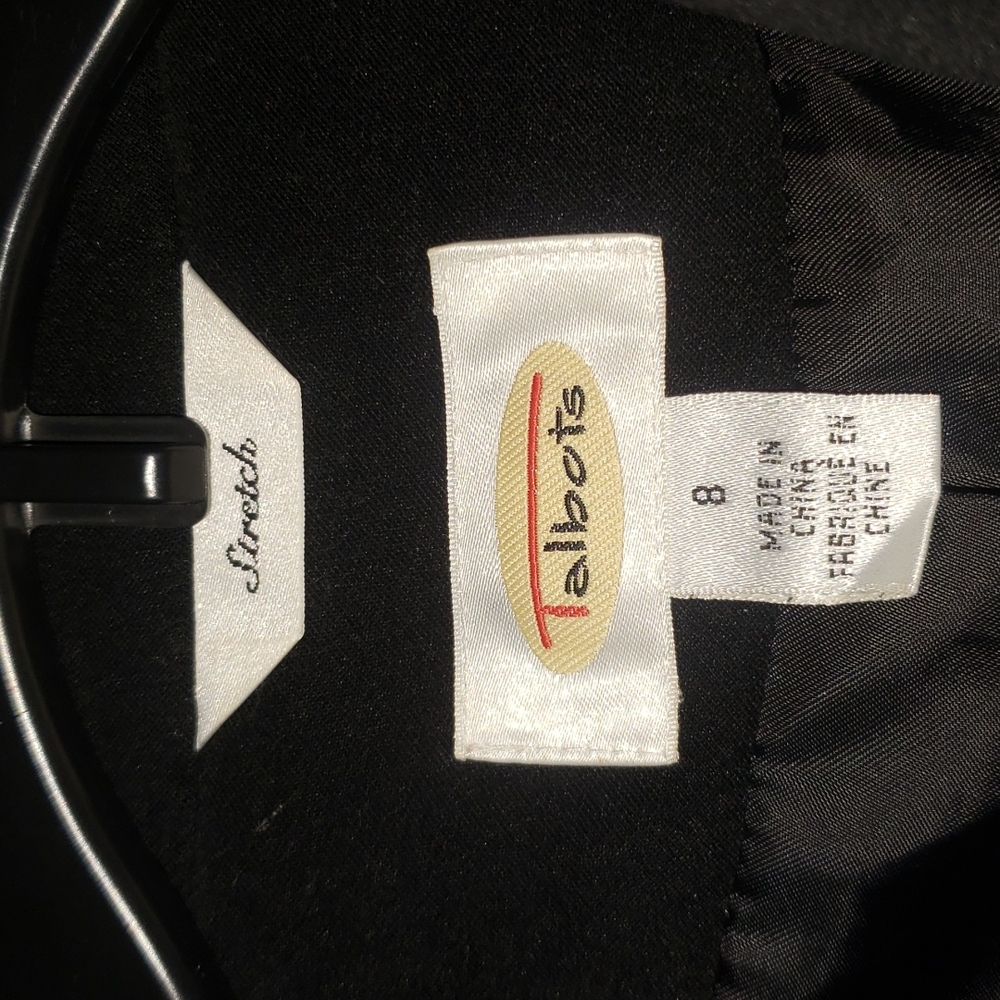 Stretch
Talbots
8
MADE IN
CHINA
FABRIQUÉ EN
CHINE